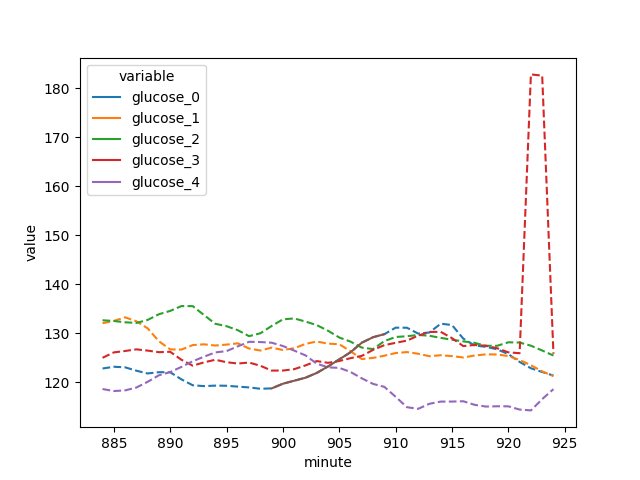 variable
glucose_0
glucose_1
glucose_2
glucose_3
glucose_4
value
180
170
160
150
140
130
120
885 890 895 900 905 910 915 920 925
minute